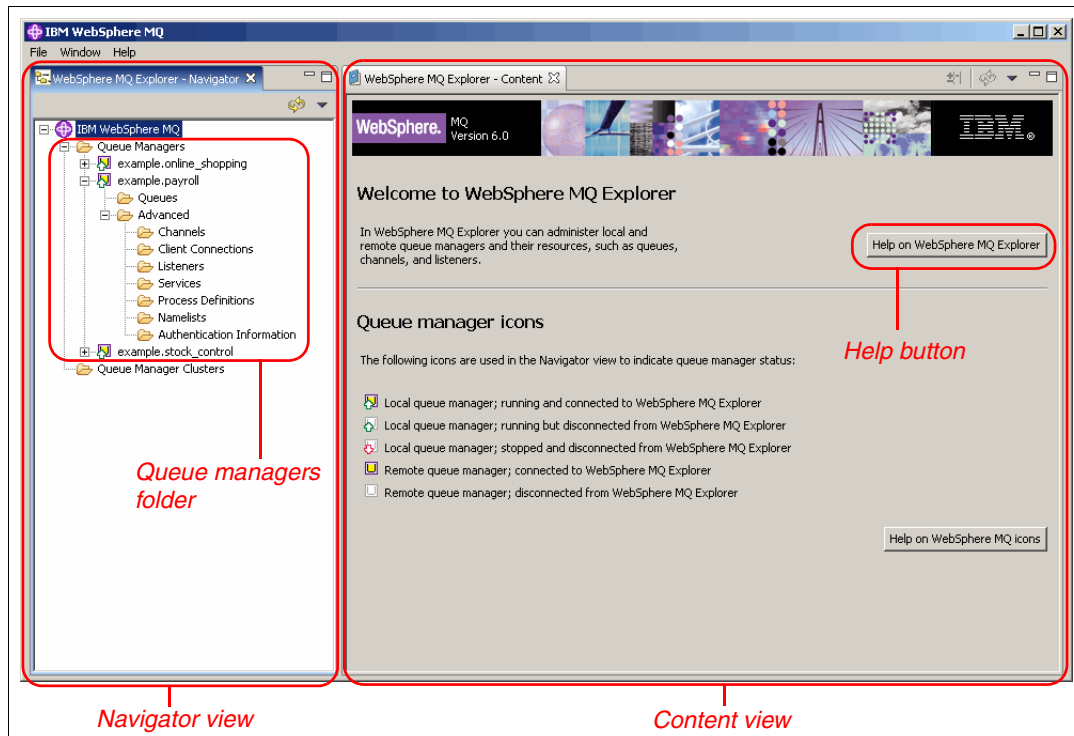 IBM WebSphere MQ
File Window Help
WebSphere MQ Explorer - Navigator
IBM WebSphere MQ
Queue Managers
example.online_shopping
example.payroll
Queues
Advanced
Channels
Client Connections
Listeners
Services
Process Definitions
Namelists
Authentication Information
example.stock_control
Queue Manager Clusters
Queue managers
folder
Navigator view
WebSphere MQ Explorer - Content
WebSphere.
MQ
Version 6.0
IBM
Welcome to WebSphere MQ Explorer
In WebSphere MQ Explorer you can administer local and
remote queue managers and their resources, such as queues,
channels, and listeners.
Help on WebSphere MQ Explorer
Help button
Queue manager icons
The following icons are used in the Navigator view to indicate queue manager status:
Local queue manager; running and connected to WebSphere MQ Explorer
Local queue manager; running but disconnected from WebSphere MQ Explorer
Local queue manager; stopped and disconnected from WebSphere MQ Explorer
Remote queue manager; connected to WebSphere MQ Explorer
Remote queue manager; disconnected from WebSphere MQ Explorer
Help on WebSphere MQ icons
Content view